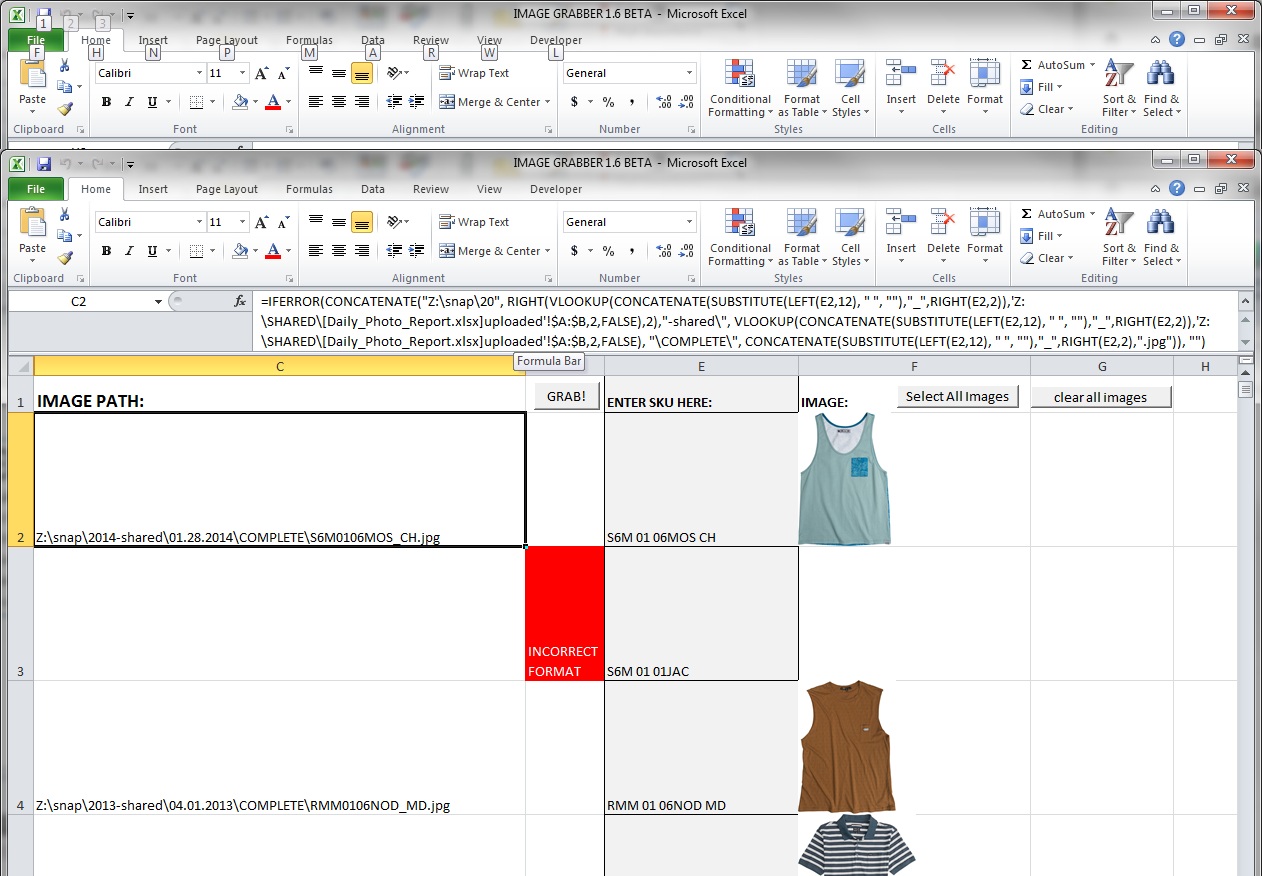 IMAGE GRABBER 1.6 BETA - Microsoft Excel
1 2 3
File Home Insert Page Layout Formulas Data Review View Developer
F H N P M A R W L
Calibri 11 Wrap Text General AutoSum
Paste Conditional Format Cell Insert Delete Format Fill Sort & Find &
B I U Merge & Center $ % , Formatting as Table Styles Clear Filter Select
Clipboard Font Alignment Number Styles Cells Editing
IMAGE GRABBER 1.6 BETA - Microsoft Excel
File Home Insert Page Layout Formulas Data Review View Developer
Calibri 11 Wrap Text General AutoSum
Paste Conditional Format Cell Insert Delete Format Fill Sort & Find &
B I U Merge & Center $ % , Formatting as Table Styles Clear Filter Select
Clipboard Font Alignment Number Styles Cells Editing
C2 fx =IFERROR(CONCATENATE("Z:\snap\20", RIGHT(VLOOKUP(CONCATENATE(SUBSTITUTE(LEFT(E2,12), " ", ""),"_",RIGHT(E2,2)),'Z:
\SHARED\[Daily_Photo_Report.xlsx]uploaded'!$A:$B,2,FALSE),2),"-shared\", VLOOKUP(CONCATENATE(SUBSTITUTE(LEFT(E2,12), " ", ""),"_",RIGHT(E2,2)),'Z:
\SHARED\[Daily_Photo_Report.xlsx]uploaded'!$A:$B,2,FALSE), "\COMPLETE\", CONCATENATE(SUBSTITUTE(LEFT(E2,12), " ", ""),"_",RIGHT(E2,2),".jpg")), "")
Formula Bar
C E F G H
1 IMAGE PATH: GRAB! ENTER SKU HERE: IMAGE: Select All Images clear all images
2 Z:\snap\2014-shared\01.28.2014\COMPLETE\S6M0106MOS_CH.jpg S6M 01 06MOS CH
INCORRECT
3 FORMAT S6M 01 01JAC
4 Z:\snap\2013-shared\04.01.2013\COMPLETE\RMM0106NOD_MD.jpg RMM 01 06NOD MD